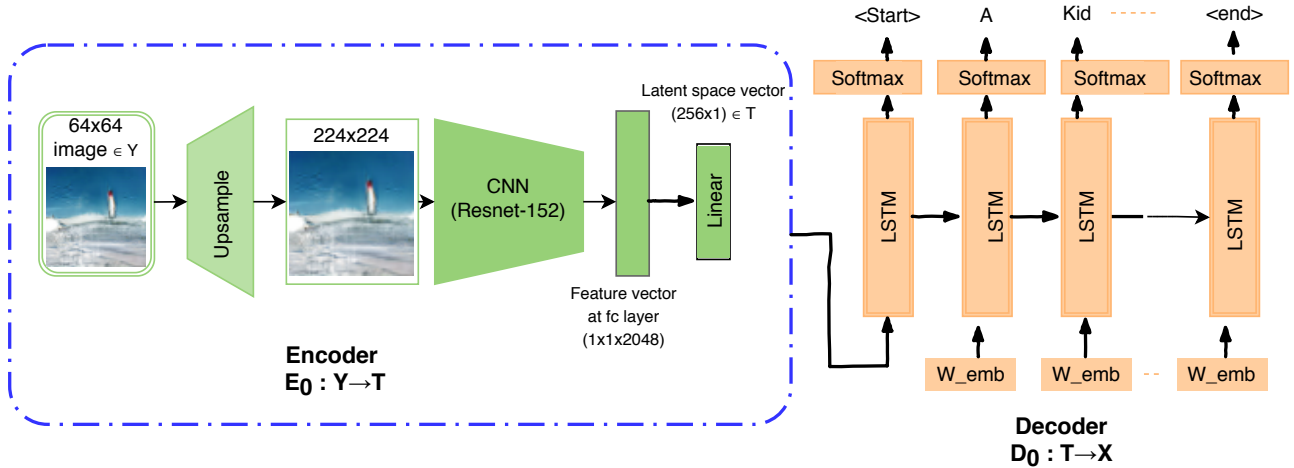 64x64
image ∈ Y
Upsample
224x224
CNN
(Resnet-152)
Feature vector
at fc layer
(1x1x2048)
Latent space vector
(256x1) ∈ T
Linear
Encoder
E₀ : Y→T
<Start> A Kid <end>
Softmax Softmax Softmax Softmax
LSTM LSTM LSTM LSTM
W_emb W_emb W_emb
Decoder
D₀ : T→X